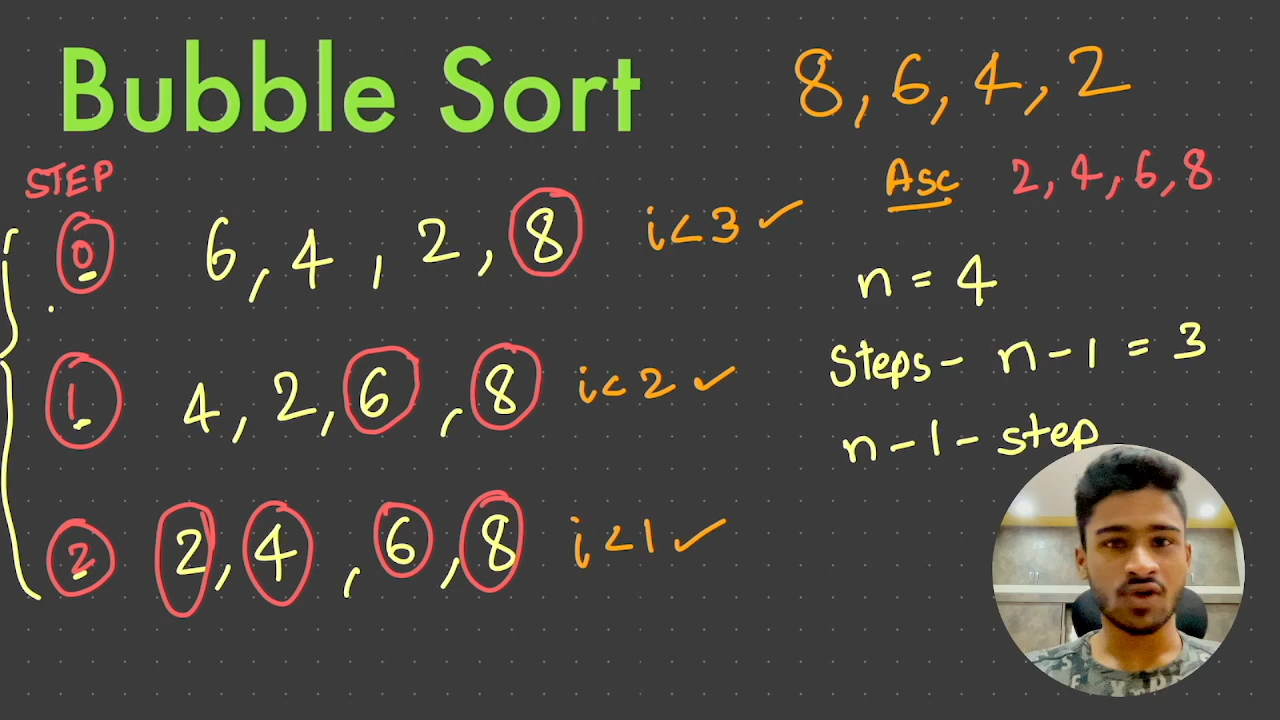 Bubble Sort
8, 6, 4, 2
STEP
Asc 2, 4, 6, 8
0 6, 4, 2, 8 i<3 ✓
n = 4
Steps- n-1 = 3
1 4, 2, 6, 8 i<2 ✓
n-1-step
2 2, 4, 6, 8 i<1 ✓